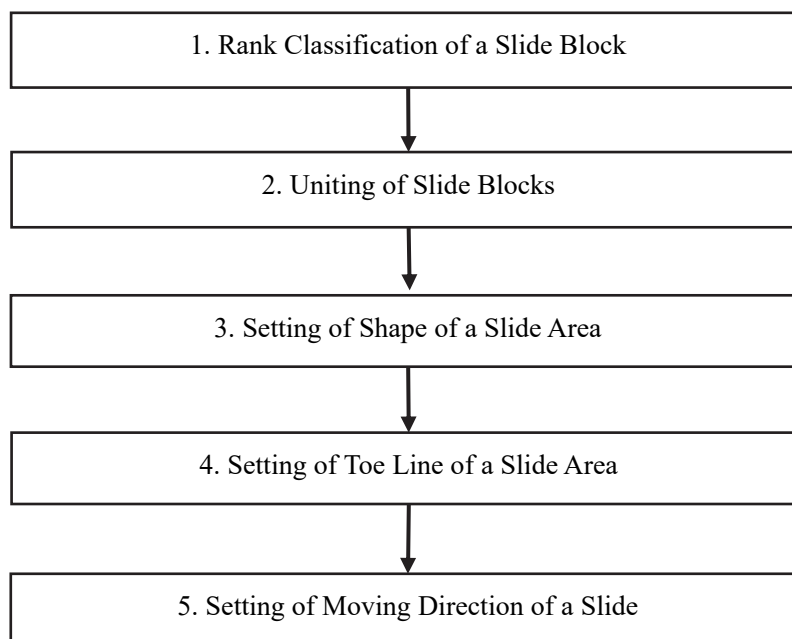 1. Rank Classification of a Slide Block
2. Uniting of Slide Blocks
3. Setting of Shape of a Slide Area
4. Setting of Toe Line of a Slide Area
5. Setting of Moving Direction of a Slide